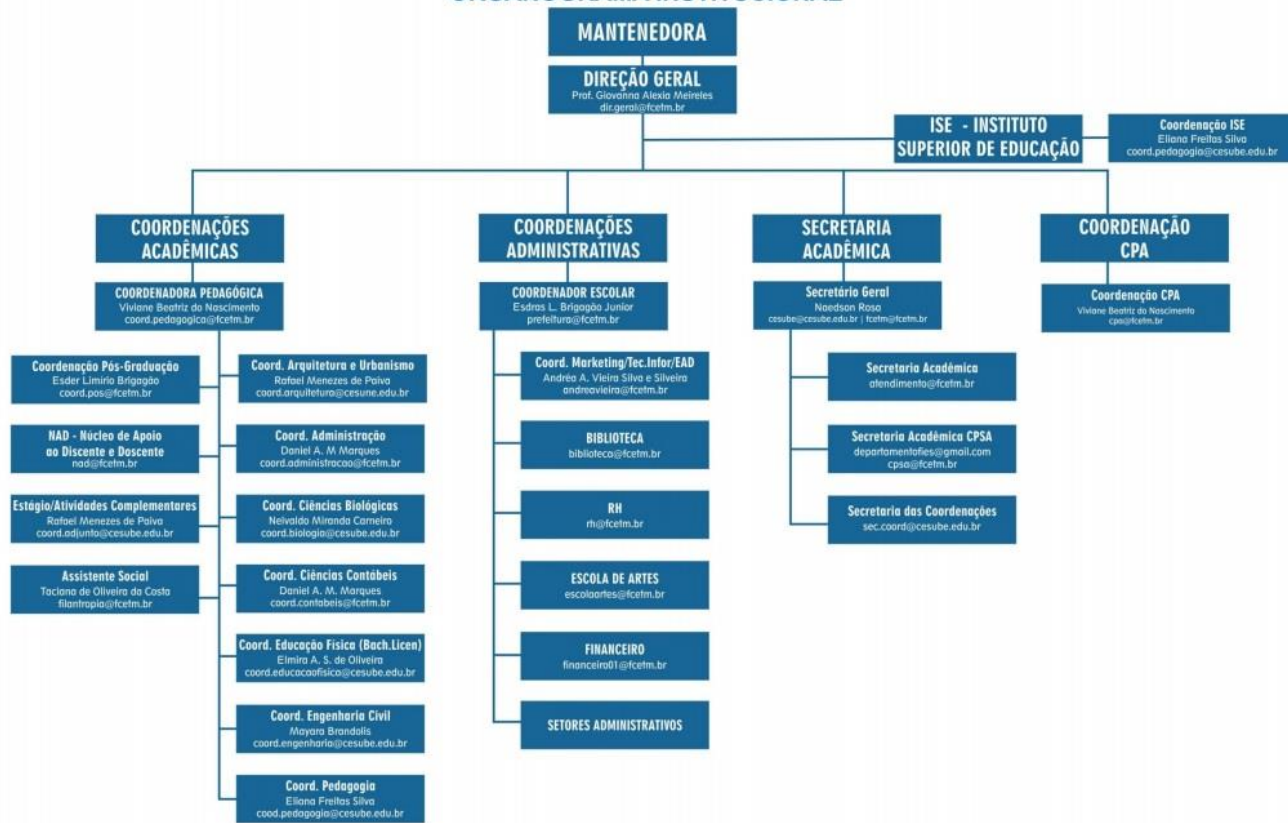 ORGANOGRAMA INSTITUCIONAL
MANTENEDORA
DIREÇÃO GERAL
Prof. Giovanna Alexia Meireles
dir.geral@fcetm.br
ISE - INSTITUTO
SUPERIOR DE EDUCAÇÃO
Coordenação ISE
Eliana Freitas Silva
coord.pedagogia@cesube.edu.br
COORDENAÇÕES
ACADÊMICAS
COORDENADORA PEDAGÓGICA
Viviane Beatriz do Nascimento
coord.pedagogica@fcetm.br
Coordenação Pós-Graduação
Esder Limirio Brigagão
coord.pos@fcetm.br
NAD - Núcleo de Apoio
ao Discente e Doscente
nad@fcetm.br
Estágio/Atividades Complementares
Rafael Menezes de Paiva
coord.adjunto@cesube.edu.br
Assistente Social
Taciana de Oliveira da Costa
filantropia@fcetm.br
Coord. Arquitetura e Urbanismo
Rafael Menezes de Paiva
coord.arquitetura@cesune.edu.br
Coord. Administração
Daniel A. M Marques
coord.administracao@fcetm.br
Coord. Ciências Biológicas
Neivaldo Miranda Carneiro
coord.biologia@cesube.edu.br
Coord. Ciências Contábeis
Daniel A. M. Marques
coord.contabeis@fcetm.br
Coord. Educação Física (Bach.Licen)
Elmira A. S. de Oliveira
coord.educacaofisica@cesube.edu.br
Coord. Engenharia Civil
Mayara Brandolis
coord.engenharia@cesube.edu.br
Coord. Pedagogia
Eliana Freitas Silva
cood.pedagogia@cesube.edu.br
COORDENAÇÕES
ADMINISTRATIVAS
COORDENADOR ESCOLAR
Esdras L. Brigagão Junior
prefeitura@fcetm.br
Coord. Marketing/Tec.Infor/EAD
Andréa A. Vieira Silva e Silveira
andreavieira@fcetm.br
BIBLIOTECA
biblioteca@fcetm.br
RH
rh@fcetm.br
ESCOLA DE ARTES
escolaartes@fcetm.br
FINANCEIRO
financeiro01@fcetm.br
SETORES ADMINISTRATIVOS
SECRETARIA
ACADÊMICA
Secretário Geral
Naedson Rosa
cesube@cesube.edu.br | fcetm@fcetm.br
Secretaria Acadêmica
atendimento@fcetm.br
Secretaria Acadêmica CPSA
departamentofies@gmail.com
cpsa@fcetm.br
Secretaria das Coordenações
sec.coord@cesube.edu.br
COORDENAÇÃO
CPA
Coordenação CPA
Viviane Beatriz do Nascimento
cpa@fcetm.br